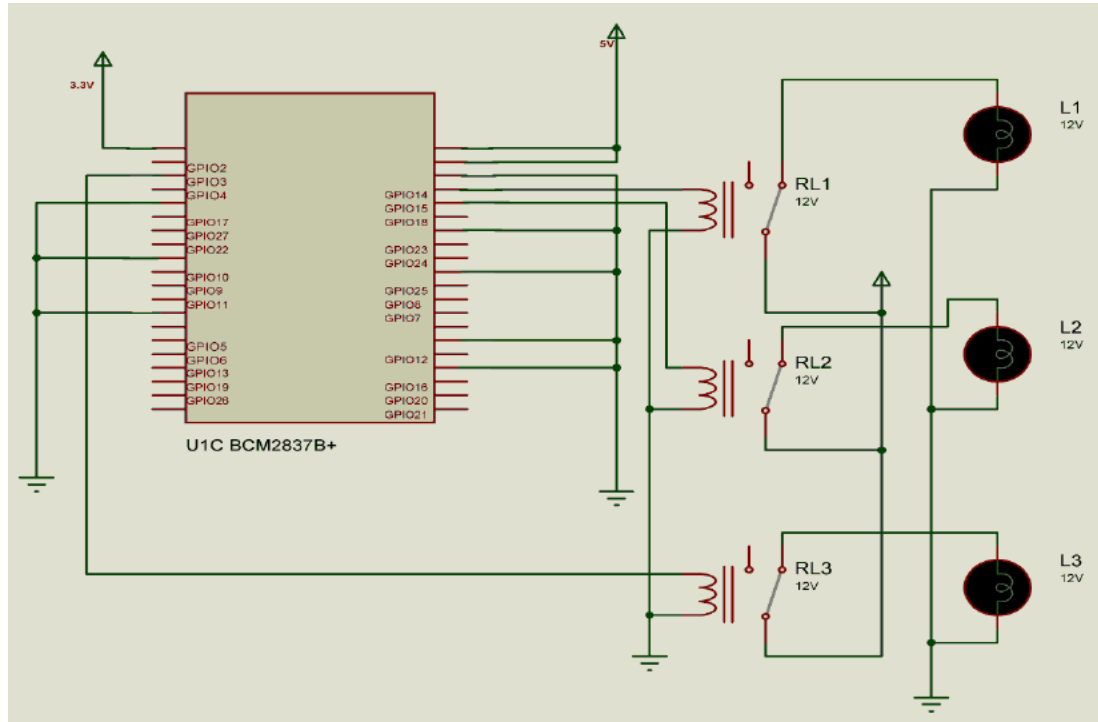 3.3V
5V
GPIO2
GPIO3
GPIO4
GPIO17
GPIO27
GPIO22
GPIO10
GPIO9
GPIO11
GPIO5
GPIO6
GPIO13
GPIO19
GPIO26
GPIO14
GPIO15
GPIO18
GPIO23
GPIO24
GPIO25
GPIO8
GPIO7
GPIO12
GPIO16
GPIO20
GPIO21
U1C BCM2837B+
RL1
12V
RL2
12V
RL3
12V
L1
12V
L2
12V
L3
12V